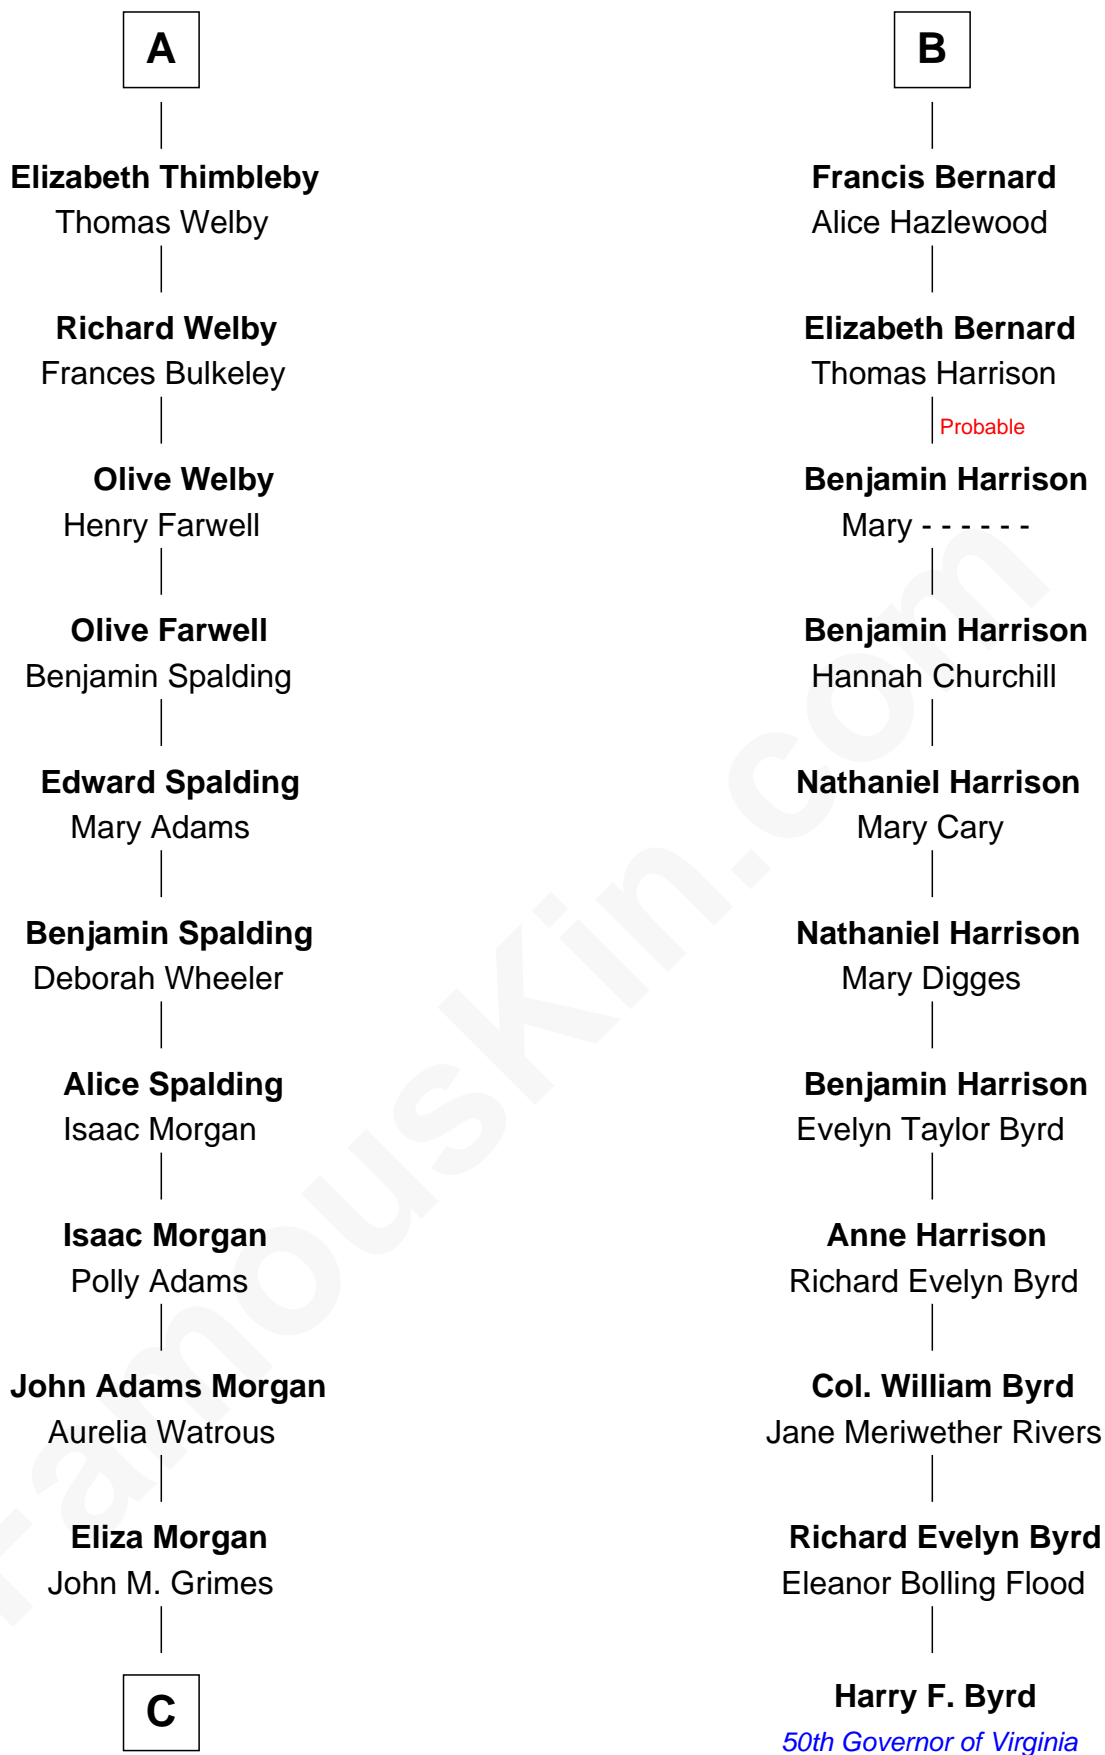 A
Elizabeth Thimbleby
Thomas Welby
Richard Welby
Frances Bulkeley
Olive Welby
Henry Farwell
Olive Farwell
Benjamin Spalding
Edward Spalding
Mary Adams
Benjamin Spalding
Deborah Wheeler
Alice Spalding
Isaac Morgan
Isaac Morgan
Polly Adams
John Adams Morgan
Aurelia Watrous
Eliza Morgan
John M. Grimes
C
B
Francis Bernard
Alice Hazlewood
Elizabeth Bernard
Thomas Harrison
Probable
Benjamin Harrison
Mary - - - - - -
Benjamin Harrison
Hannah Churchill
Nathaniel Harrison
Mary Cary
Nathaniel Harrison
Mary Digges
Benjamin Harrison
Evelyn Taylor Byrd
Anne Harrison
Richard Evelyn Byrd
Col. William Byrd
Jane Meriwether Rivers
Richard Evelyn Byrd
Eleanor Bolling Flood
Harry F. Byrd
50th Governor of Virginia
FamousKin.com